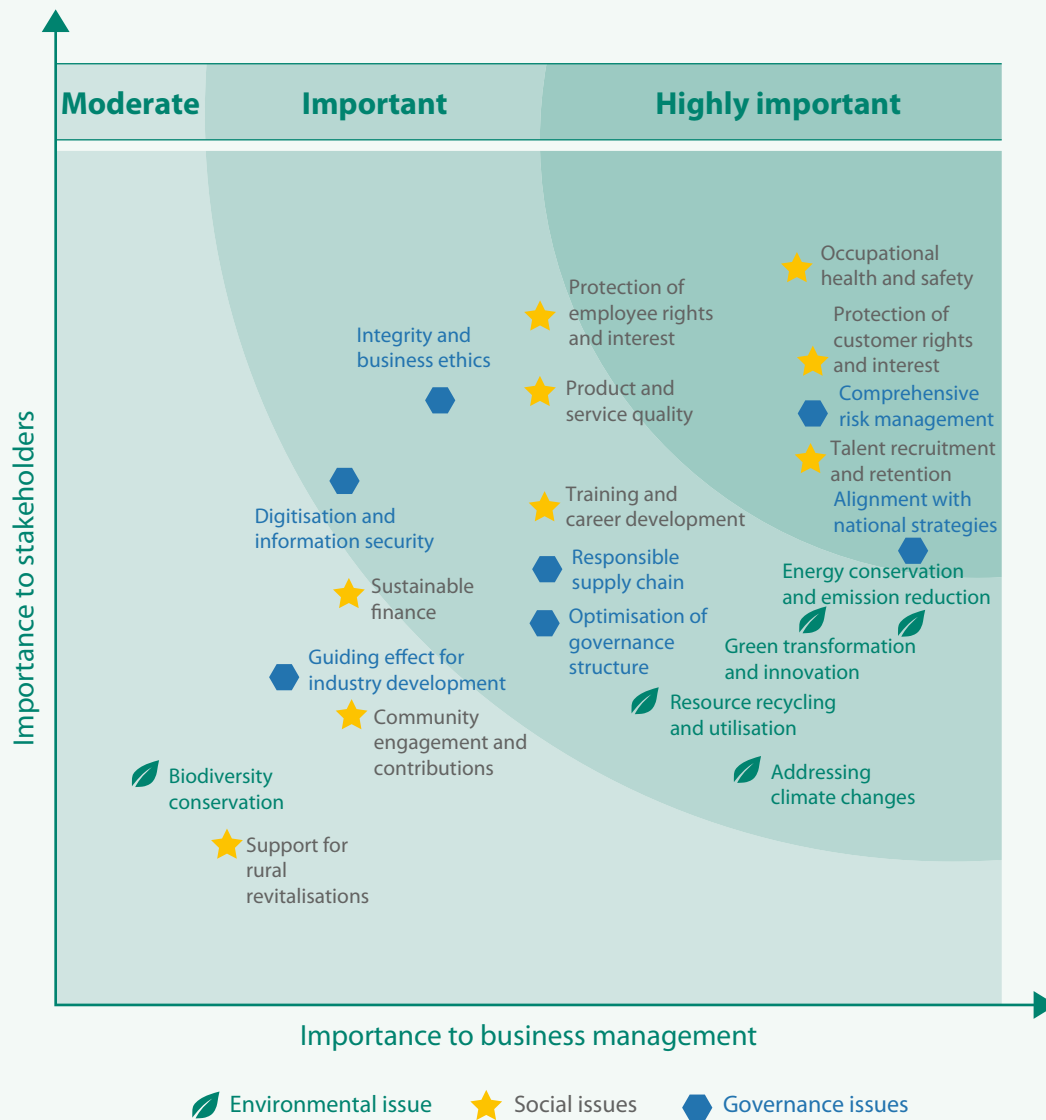 Moderate
Important
Highly important
Importance to stakeholders
Occupational
health and safety
Protection of
employee rights
and interest
Protection of
customer rights
and interest
Integrity and
business ethics
Product and
service quality
Comprehensive
risk management
Talent recruitment
and retention
Training and
career development
Alignment with
national strategies
Digitisation and
information security
Responsible
supply chain
Energy conservation
and emission reduction
Sustainable
finance
Optimisation of
governance
structure
Green transformation
and innovation
Guiding effect for
industry development
Resource recycling
and utilisation
Community
engagement and
contributions
Biodiversity
conservation
Addressing
climate changes
Support for
rural
revitalisations
Importance to business management
Environmental issue
Social issues
Governance issues